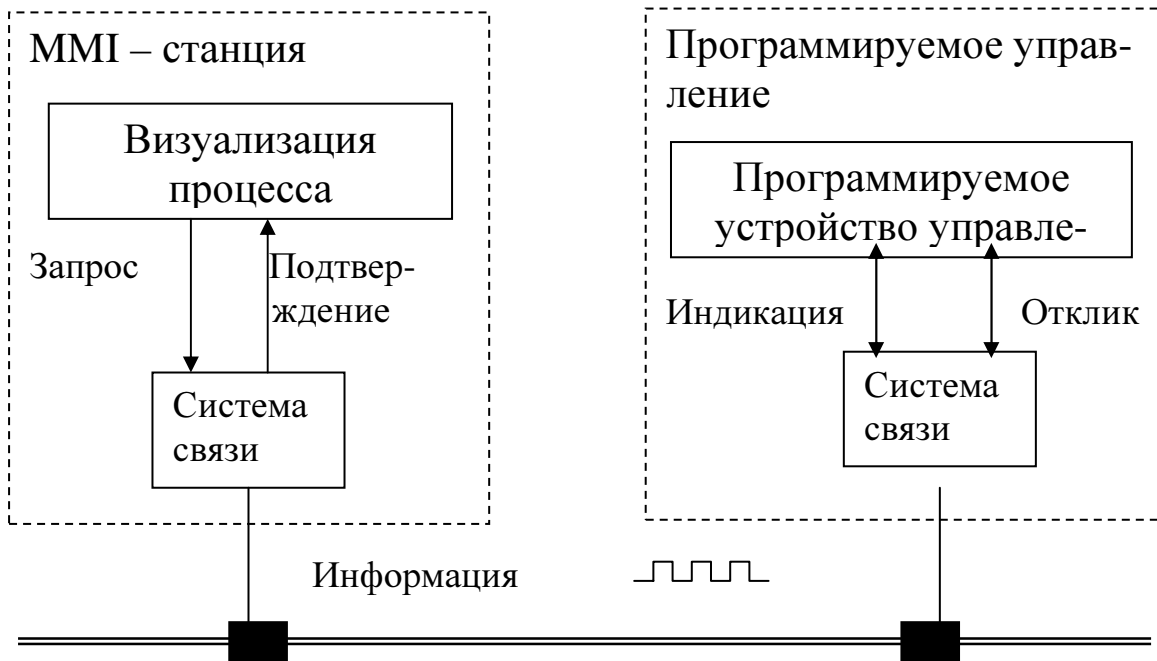 MMI – станция
Визуализация
процесса
Запрос
Подтвер-
ждение
Система
связи
Программируемое управ-
ление
Программируемое
устройство управле-
Индикация
Отклик
Система
связи
Информация